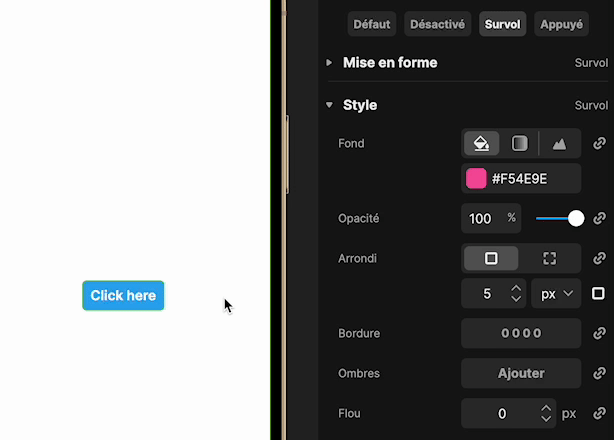 Défaut Désactivé Survol Appuyé
Mise en forme Survol
Style Survol
Fond
#F54E9E
Opacité 100 %
Arrondi
5 px
Click here
Bordure 0 0 0 0
Ombres Ajouter
Flou 0 px